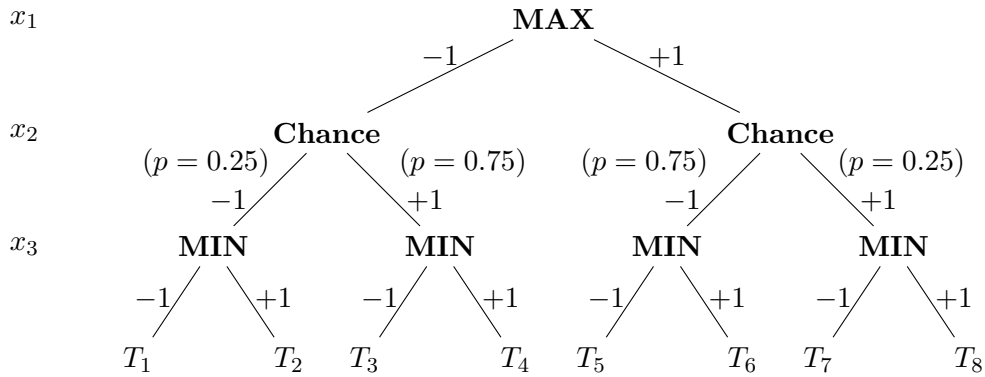 x₁ MAX
−1 +1
x₂ Chance Chance
(p = 0.25) (p = 0.75) (p = 0.75) (p = 0.25)
−1 +1 −1 +1
x₃ MIN MIN MIN MIN
−1 +1 −1 +1 −1 +1 −1 +1
T₁ T₂ T₃ T₄ T₅ T₆ T₇ T₈